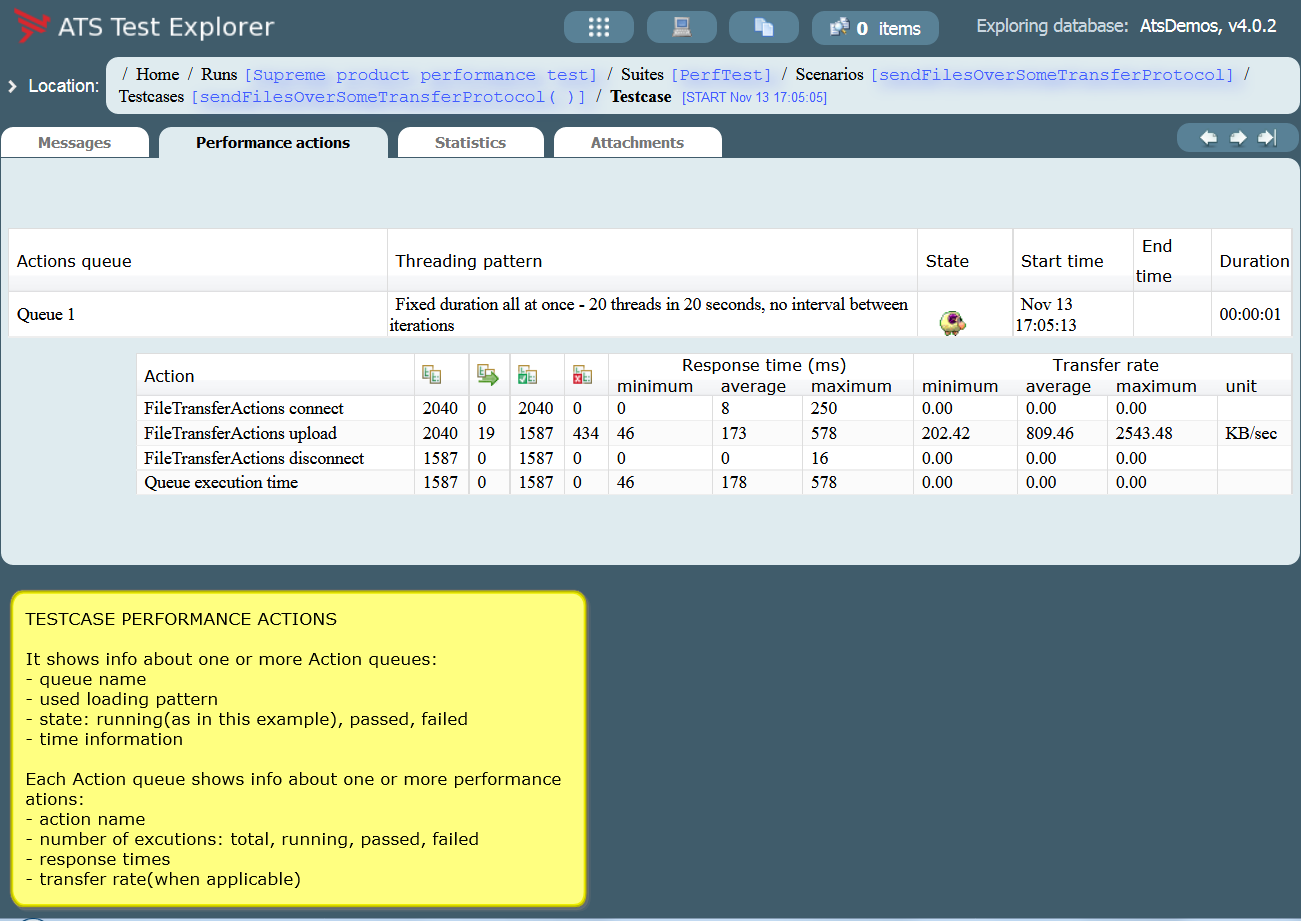 ATS Test Explorer
0 items
Exploring database: AtsDemos, v4.0.2
Location:
/ Home / Runs [Supreme product performance test] / Suites [PerfTest] / Scenarios [sendFilesOverSomeTransferProtocol] /
Testcases [sendFilesOverSomeTransferProtocol( )] / Testcase [START Nov 13 17:05:05]
Messages Performance actions Statistics Attachments
Actions queue Threading pattern State Start time End time Duration
Queue 1 Fixed duration all at once - 20 threads in 20 seconds, no interval between iterations Nov 13 17:05:13 00:00:01
Response time (ms) Transfer rate
Action minimum average maximum minimum average maximum unit
FileTransferActions connect 2040 0 2040 0 0 8 250 0.00 0.00 0.00
FileTransferActions upload 2040 19 1587 434 46 173 578 202.42 809.46 2543.48 KB/sec
FileTransferActions disconnect 1587 0 1587 0 0 0 16 0.00 0.00 0.00
Queue execution time 1587 0 1587 0 46 178 578 0.00 0.00 0.00
TESTCASE PERFORMANCE ACTIONS
It shows info about one or more Action queues:
- queue name
- used loading pattern
- state: running(as in this example), passed, failed
- time information
Each Action queue shows info about one or more performance
ations:
- action name
- number of excutions: total, running, passed, failed
- response times
- transfer rate(when applicable)